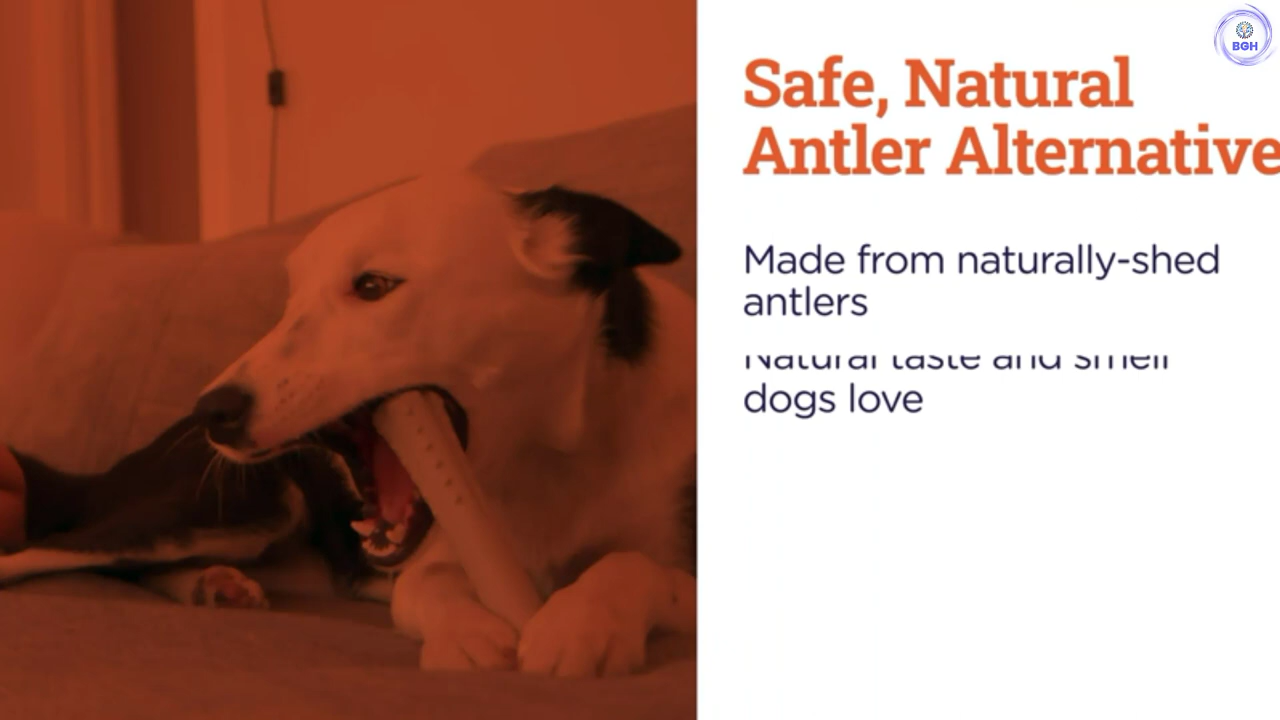 BGH
Safe, Natural
Antler Alternative
Made from naturally-shed
antlers
Natural taste and smell
dogs love